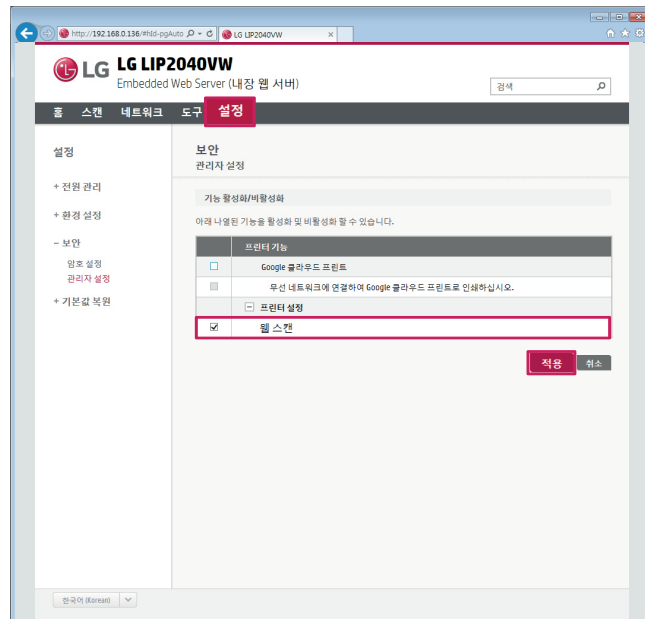 http://192.168.0.136/#hId-pgAuto
LG LIP2040VW
LG
LG LIP2040VW
Embedded Web Server (내장 웹 서버)
검색
홈 스캔 네트워크 도구 설정
설정
+ 전원 관리
+ 환경 설정
– 보안
암호 설정
관리자 설정
+ 기본값 복원
보안
관리자 설정
기능 활성화/비활성화
아래 나열된 기능을 활성화 및 비활성화 할 수 있습니다.
프린터 기능
Google 클라우드 프린트
무선 네트워크에 연결하여 Google 클라우드 프린트로 인쇄하십시오.
프린터 설정
웹 스캔
적용 취소
한국어 (Korean)